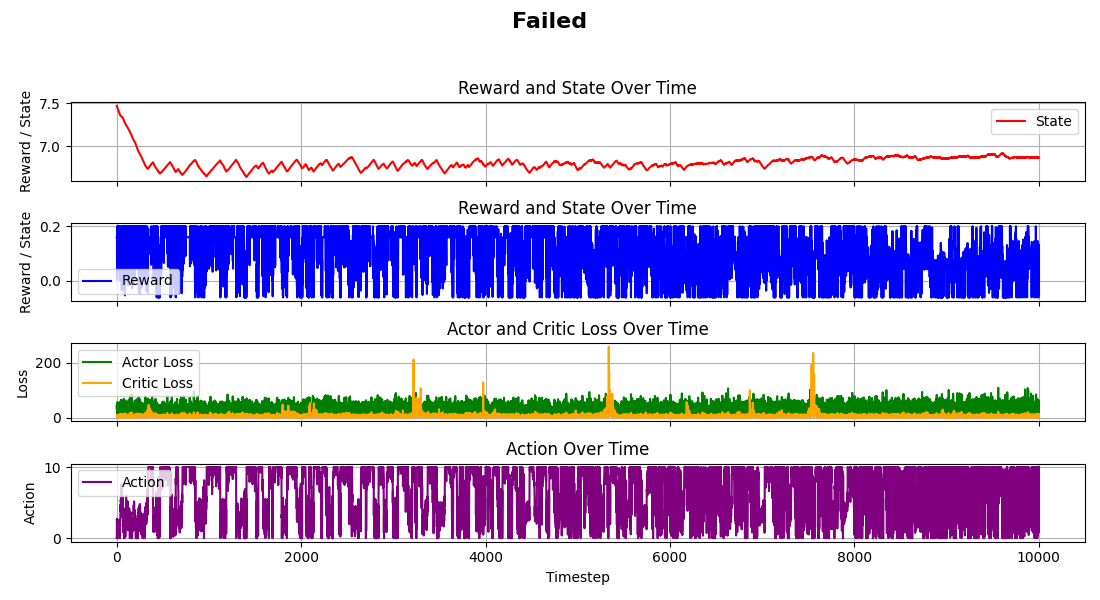 Failed
Reward and State Over Time
Reward / State
7.5
7.0
State
Reward and State Over Time
Reward / State
0.2
0.0
Reward
Actor and Critic Loss Over Time
Loss
200
0
Actor Loss
Critic Loss
Action Over Time
Action
10
0
Action
0 2000 4000 6000 8000 10000
Timestep